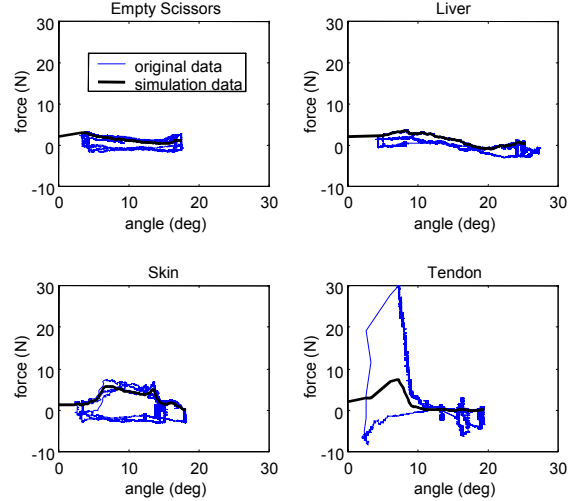 Empty Scissors
Liver
30
20
10
0
-10
force (N)
original data
simulation data
0
10
20
30
angle (deg)
30
20
10
0
-10
force (N)
0
10
20
30
angle (deg)
Skin
Tendon
30
20
10
0
-10
force (N)
0
10
20
30
angle (deg)
30
20
10
0
-10
force (N)
0
10
20
30
angle (deg)